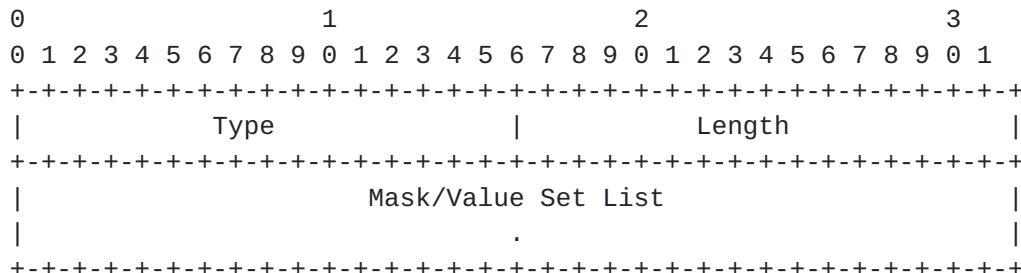 0                   1                   2                   3
0 1 2 3 4 5 6 7 8 9 0 1 2 3 4 5 6 7 8 9 0 1 2 3 4 5 6 7 8 9 0 1
+-+-+-+-+-+-+-+-+-+-+-+-+-+-+-+-+-+-+-+-+-+-+-+-+-+-+-+-+-+-+-+-+
|            Type               |           Length              |
+-+-+-+-+-+-+-+-+-+-+-+-+-+-+-+-+-+-+-+-+-+-+-+-+-+-+-+-+-+-+-+-+
|                      Mask/Value Set List                      |
|                               .                               |
+-+-+-+-+-+-+-+-+-+-+-+-+-+-+-+-+-+-+-+-+-+-+-+-+-+-+-+-+-+-+-+-+